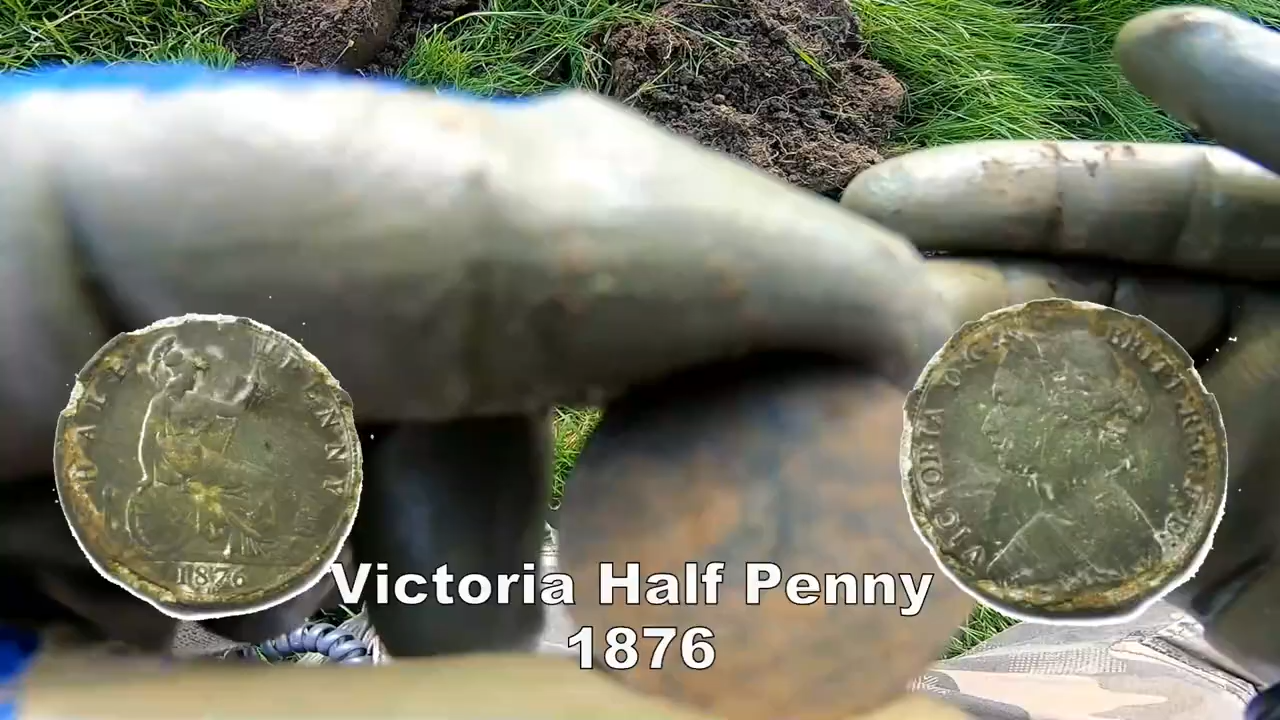 HALF PENNY
1876
VICTORIA D:G:
BRITT:REG:F:D:
Victoria Half Penny
1876